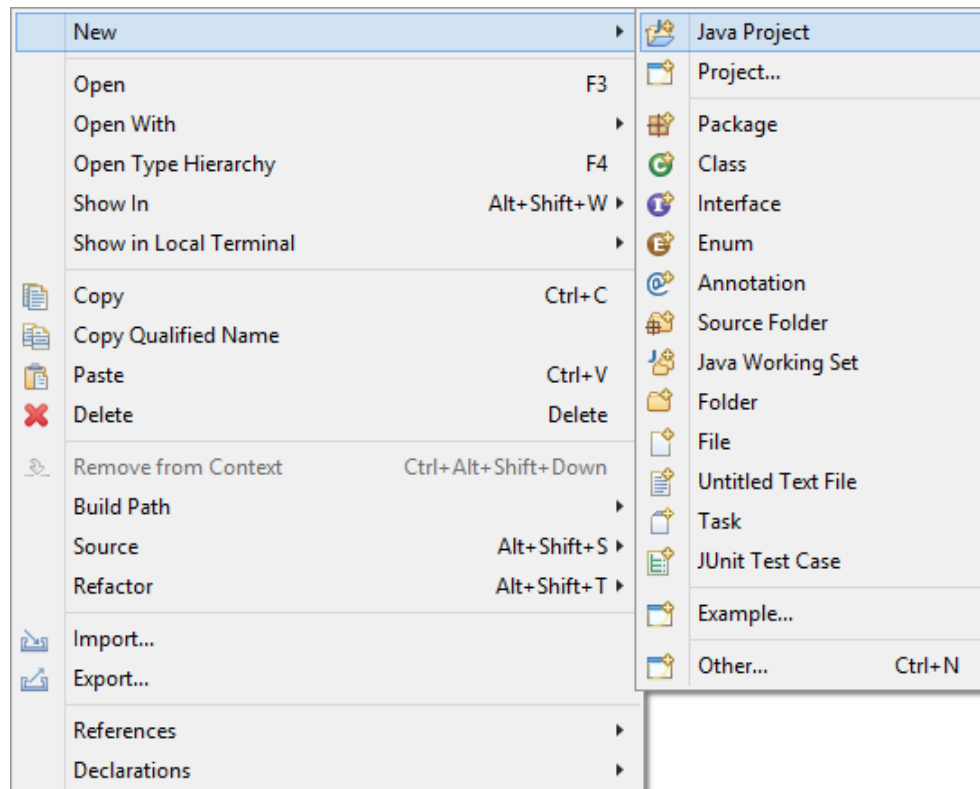 New
Open F3
Open With
Open Type Hierarchy F4
Show In Alt+Shift+W
Show in Local Terminal
Copy Ctrl+C
Copy Qualified Name
Paste Ctrl+V
Delete Delete
Remove from Context Ctrl+Alt+Shift+Down
Build Path
Source Alt+Shift+S
Refactor Alt+Shift+T
Import...
Export...
References
Declarations
Java Project
Project...
Package
Class
Interface
Enum
Annotation
Source Folder
Java Working Set
Folder
File
Untitled Text File
Task
JUnit Test Case
Example...
Other... Ctrl+N